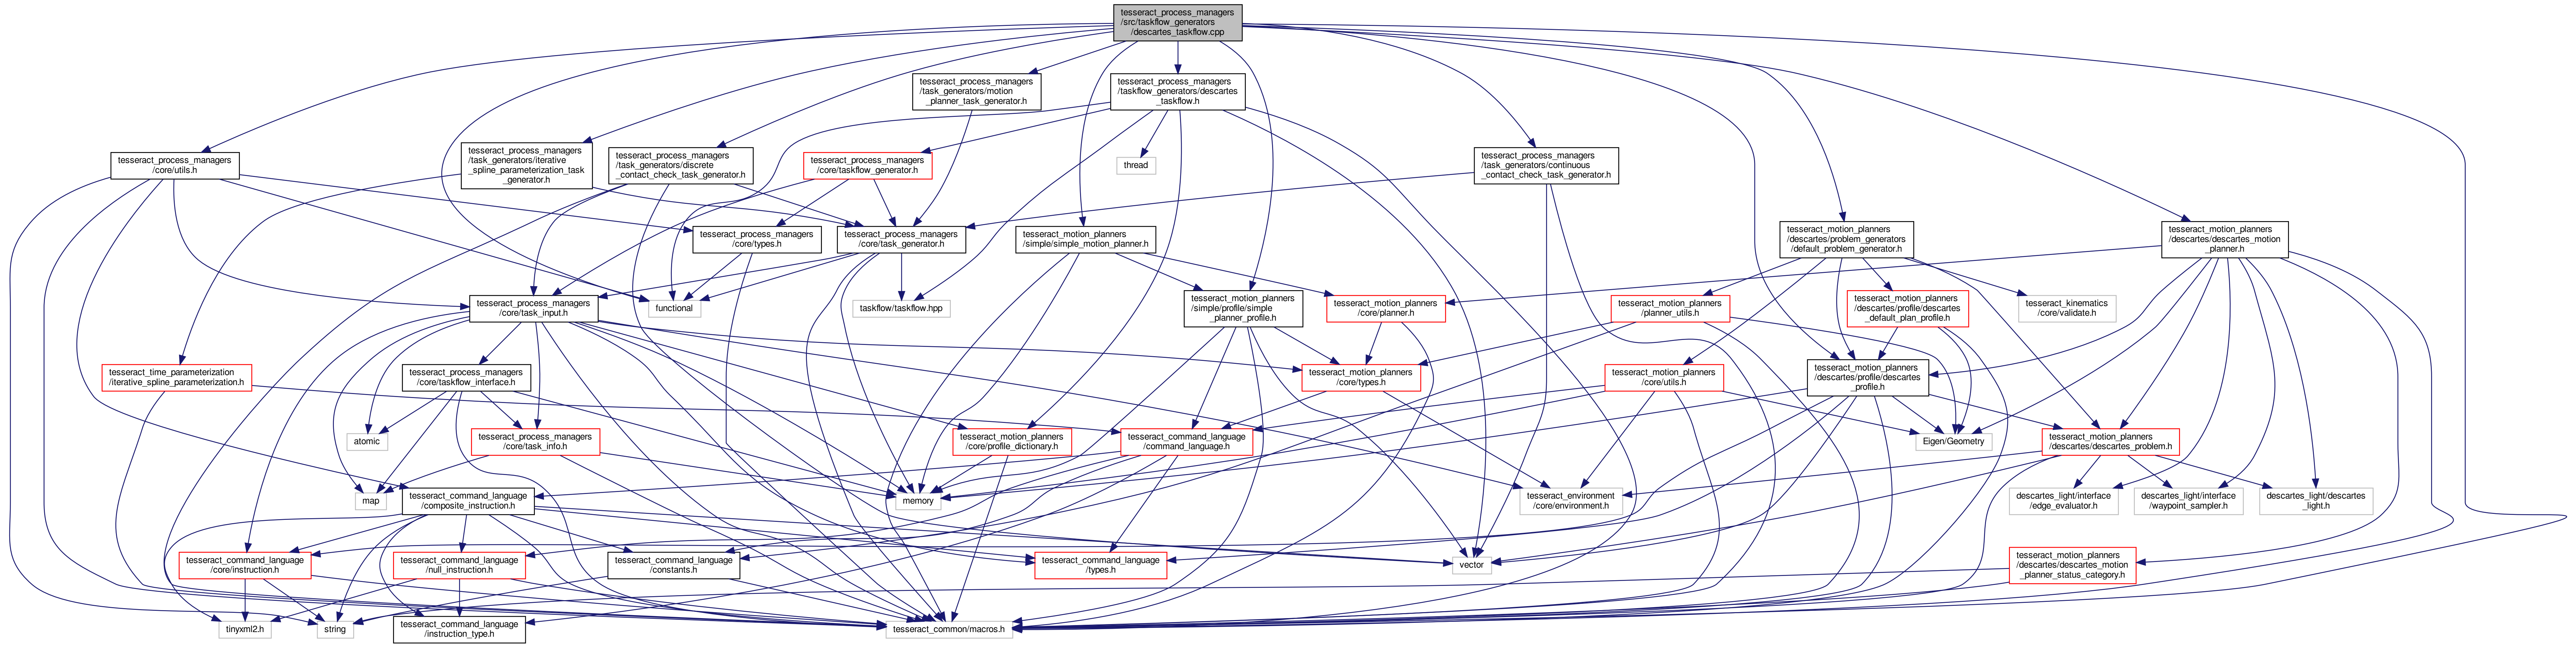 tesseract_process_managers
/src/taskflow_generators
/descartes_taskflow.cpp
tesseract_process_managers
/task_generators/motion
_planner_task_generator.h
tesseract_process_managers
/taskflow_generators/descartes
_taskflow.h
tesseract_process_managers
/core/utils.h
tesseract_process_managers
/task_generators/iterative
_spline_parameterization_task
_generator.h
tesseract_process_managers
/task_generators/discrete
_contact_check_task_generator.h
tesseract_process_managers
/core/taskflow_generator.h
thread
tesseract_process_managers
/task_generators/continuous
_contact_check_task_generator.h
tesseract_process_managers
/core/types.h
tesseract_process_managers
/core/task_generator.h
tesseract_motion_planners
/simple/simple_motion_planner.h
tesseract_motion_planners
/descartes/problem_generators
/default_problem_generator.h
tesseract_motion_planners
/descartes/descartes_motion
_planner.h
tesseract_process_managers
/core/task_input.h
functional
taskflow/taskflow.hpp
tesseract_motion_planners
/simple/profile/simple
_planner_profile.h
tesseract_motion_planners
/core/planner.h
tesseract_motion_planners
/planner_utils.h
tesseract_motion_planners
/descartes/profile/descartes
_default_plan_profile.h
tesseract_kinematics
/core/validate.h
tesseract_time_parameterization
/iterative_spline_parameterization.h
tesseract_process_managers
/core/taskflow_interface.h
tesseract_motion_planners
/core/types.h
tesseract_motion_planners
/core/utils.h
tesseract_motion_planners
/descartes/profile/descartes
_profile.h
atomic
tesseract_process_managers
/core/task_info.h
tesseract_motion_planners
/core/profile_dictionary.h
tesseract_command_language
/command_language.h
Eigen/Geometry
tesseract_motion_planners
/descartes/descartes_problem.h
map
tesseract_command_language
/composite_instruction.h
memory
tesseract_environment
/core/environment.h
descartes_light/interface
/edge_evaluator.h
descartes_light/interface
/waypoint_sampler.h
descartes_light/descartes
_light.h
tesseract_command_language
/core/instruction.h
tesseract_command_language
/null_instruction.h
tesseract_command_language
/constants.h
tesseract_command_language
/types.h
vector
tesseract_motion_planners
/descartes/descartes_motion
_planner_status_category.h
tinyxml2.h
string
tesseract_command_language
/instruction_type.h
tesseract_common/macros.h